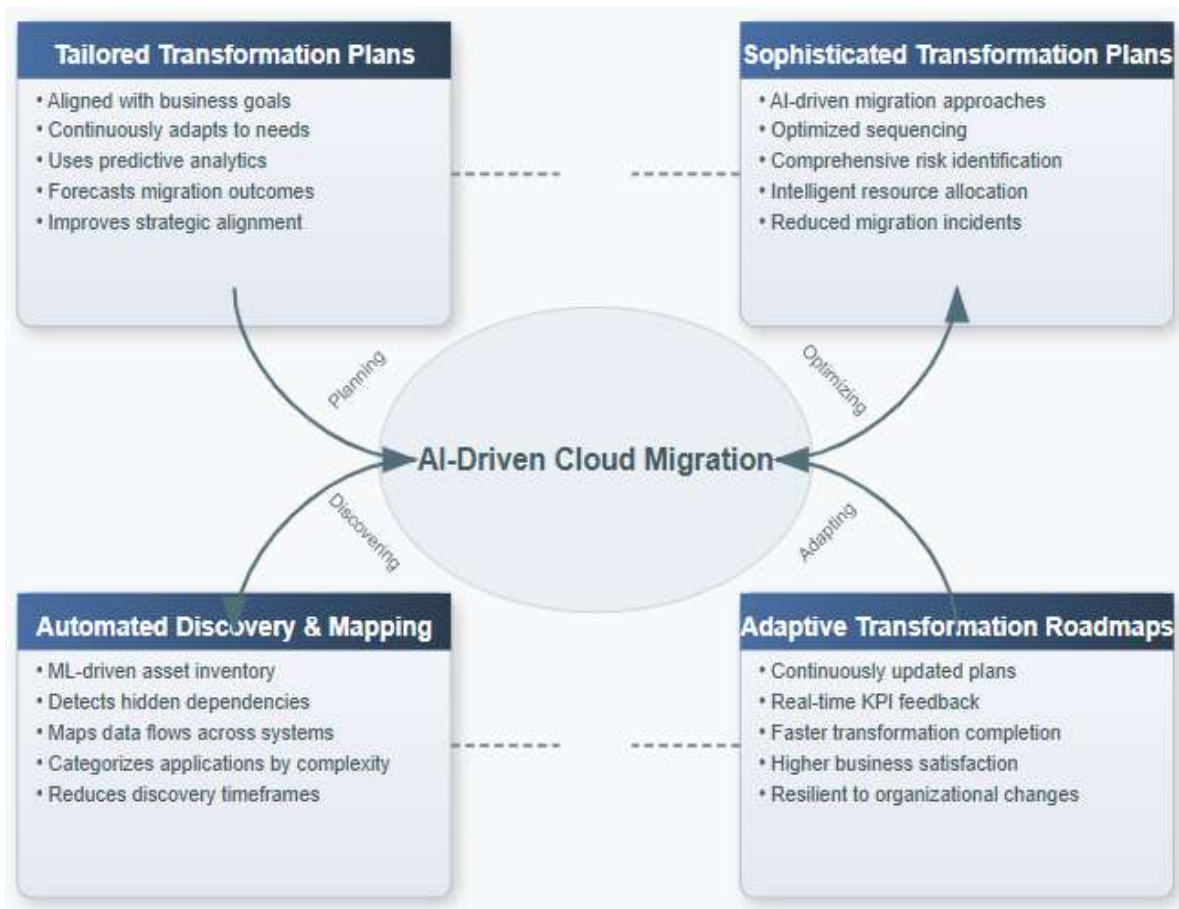 Tailored Transformation Plans
• Aligned with business goals
• Continuously adapts to needs
• Uses predictive analytics
• Forecasts migration outcomes
• Improves strategic alignment
Sophisticated Transformation Plans
• AI-driven migration approaches
• Optimized sequencing
• Comprehensive risk identification
• Intelligent resource allocation
• Reduced migration incidents
Planning
Optimizing
AI-Driven Cloud Migration
Discovering
Adapting
Automated Discovery & Mapping
• ML-driven asset inventory
• Detects hidden dependencies
• Maps data flows across systems
• Categorizes applications by complexity
• Reduces discovery timeframes
Adaptive Transformation Roadmaps
• Continuously updated plans
• Real-time KPI feedback
• Faster transformation completion
• Higher business satisfaction
• Resilient to organizational changes